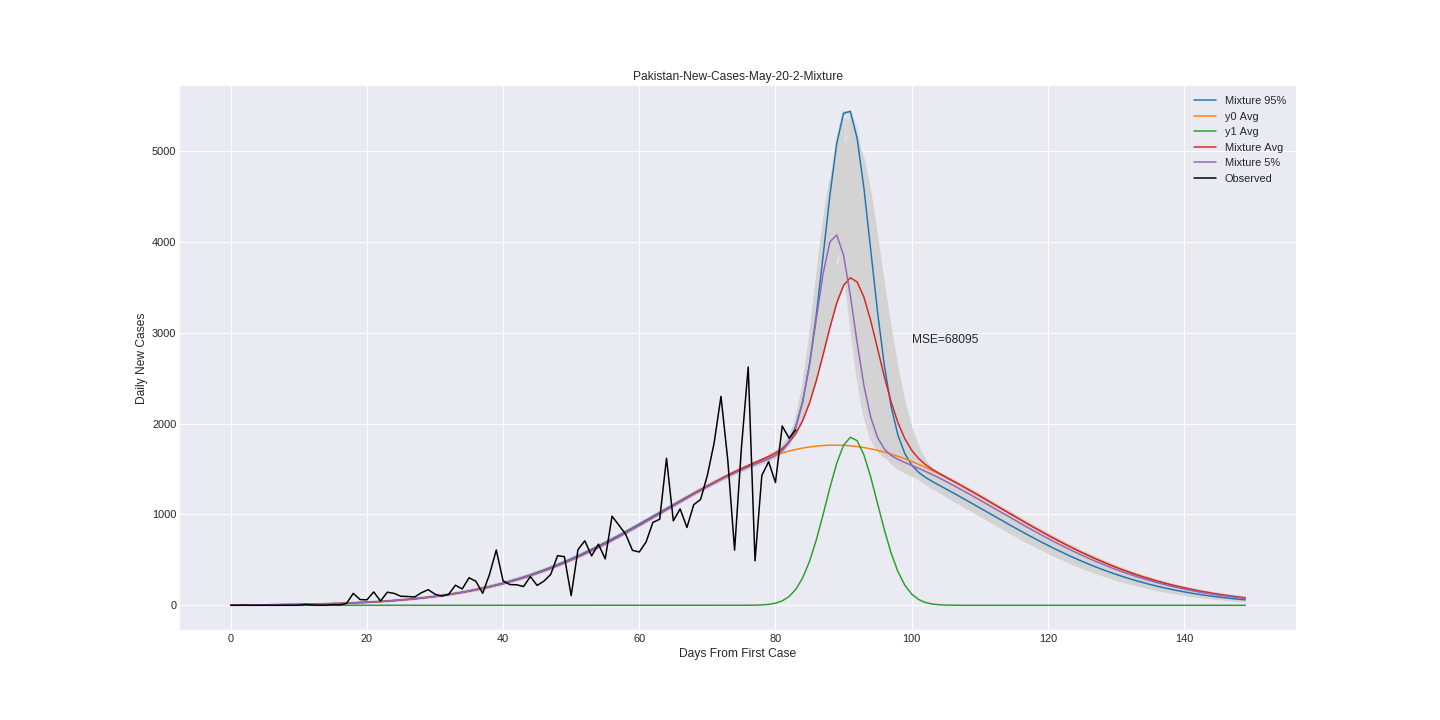 Pakistan-New-Cases-May-20-2-Mixture
Mixture 95%
y0 Avg
y1 Avg
Mixture Avg
Mixture 5%
Observed
MSE=68095
Daily New Cases
5000
4000
3000
2000
1000
0
0 20 40 60 80 100 120 140
Days From First Case